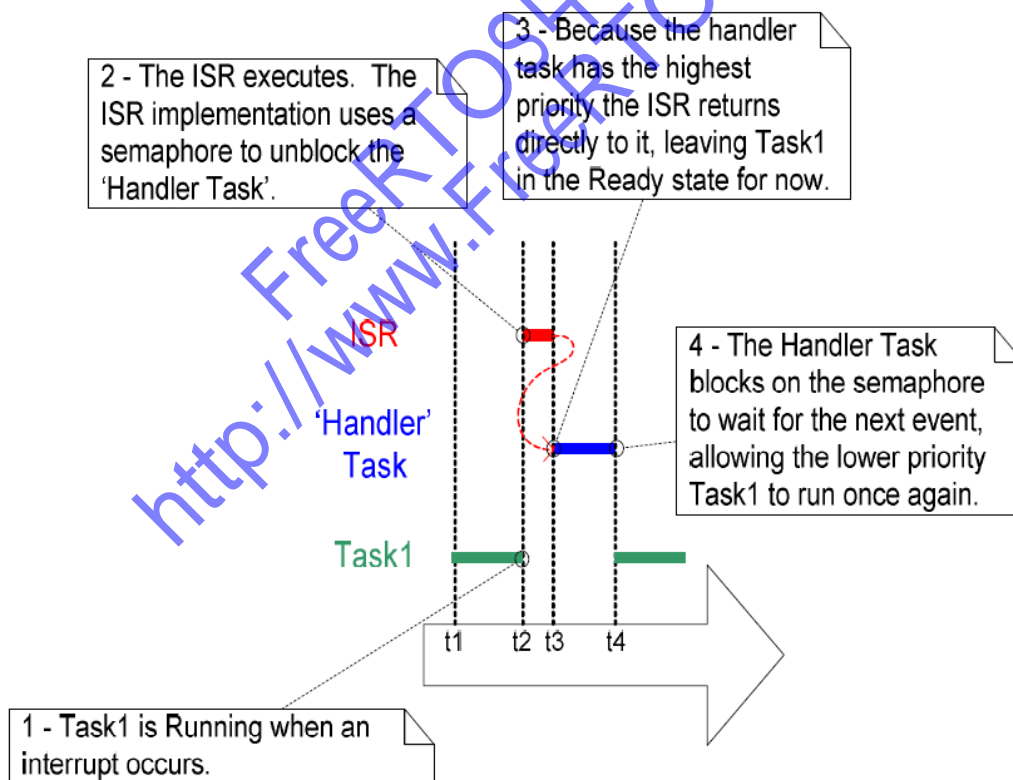 2 - The ISR executes. The
ISR implementation uses a
semaphore to unblock the
‘Handler Task’.
3 - Because the handler
task has the highest
priority the ISR returns
directly to it, leaving Task1
in the Ready state for now.
ISR
‘Handler’
Task
4 - The Handler Task
blocks on the semaphore
to wait for the next event,
allowing the lower priority
Task1 to run once again.
Task1
t1 t2 t3 t4
1 - Task1 is Running when an
interrupt occurs.
FreeRTOS
http://www.FreeRTO